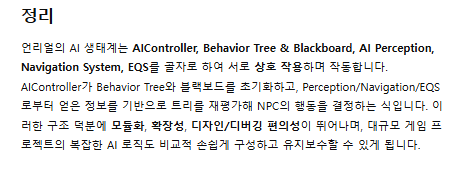 정리
언리얼의 AI 생태계는 AIController, Behavior Tree & Blackboard, AI Perception,
Navigation System, EQS를 골자로 하여 서로 상호 작용하며 작동합니다.
AIController가 Behavior Tree와 블랙보드를 초기화하고, Perception/Navigation/EQS
로부터 얻은 정보를 기반으로 트리를 재평가해 NPC의 행동을 결정하는 식입니다. 이
러한 구조 덕분에 모듈화, 확장성, 디자인/디버깅 편의성이 뛰어나며, 대규모 게임 프
로젝트의 복잡한 AI 로직도 비교적 손쉽게 구성하고 유지보수할 수 있게 됩니다.